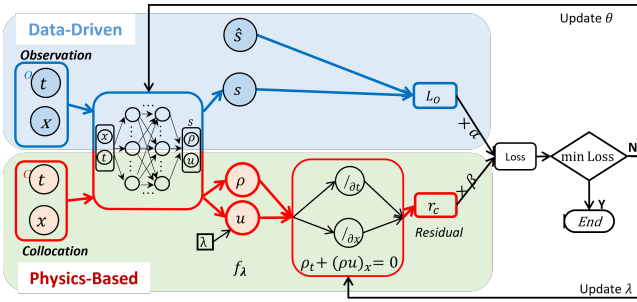 Data-Driven
Update θ
Observation
O
t
x
ŝ
s
L_O
× α
s
x
t
ρ
u
Loss
min Loss
N
× β
Y
End
C
t
x
Collocation
ρ
u
λ
f_λ
/∂t
/∂x
ρ_t + (ρu)_x = 0
r_c
Residual
Physics-Based
Update λ